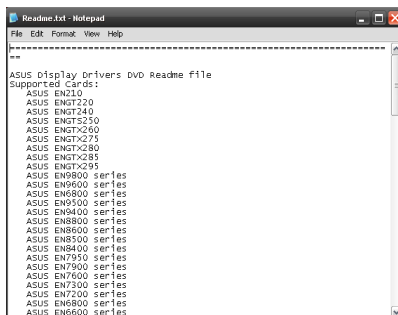 Readme.txt - Notepad
File Edit Format View Help
==
ASUS Display Drivers DVD Readme file
Supported Cards:
ASUS EN210
ASUS ENGT220
ASUS ENGT240
ASUS ENGTS250
ASUS ENGTX260
ASUS ENGTX275
ASUS ENGTX280
ASUS ENGTX285
ASUS ENGTX295
ASUS EN9800 series
ASUS EN9600 series
ASUS EN6800 series
ASUS EN9500 series
ASUS EN9400 series
ASUS EN8800 series
ASUS EN8600 series
ASUS EN8500 series
ASUS EN8400 series
ASUS EN7950 series
ASUS EN7900 series
ASUS EN7600 series
ASUS EN7300 series
ASUS EN7200 series
ASUS EN6800 series
ASUS EN6600 series